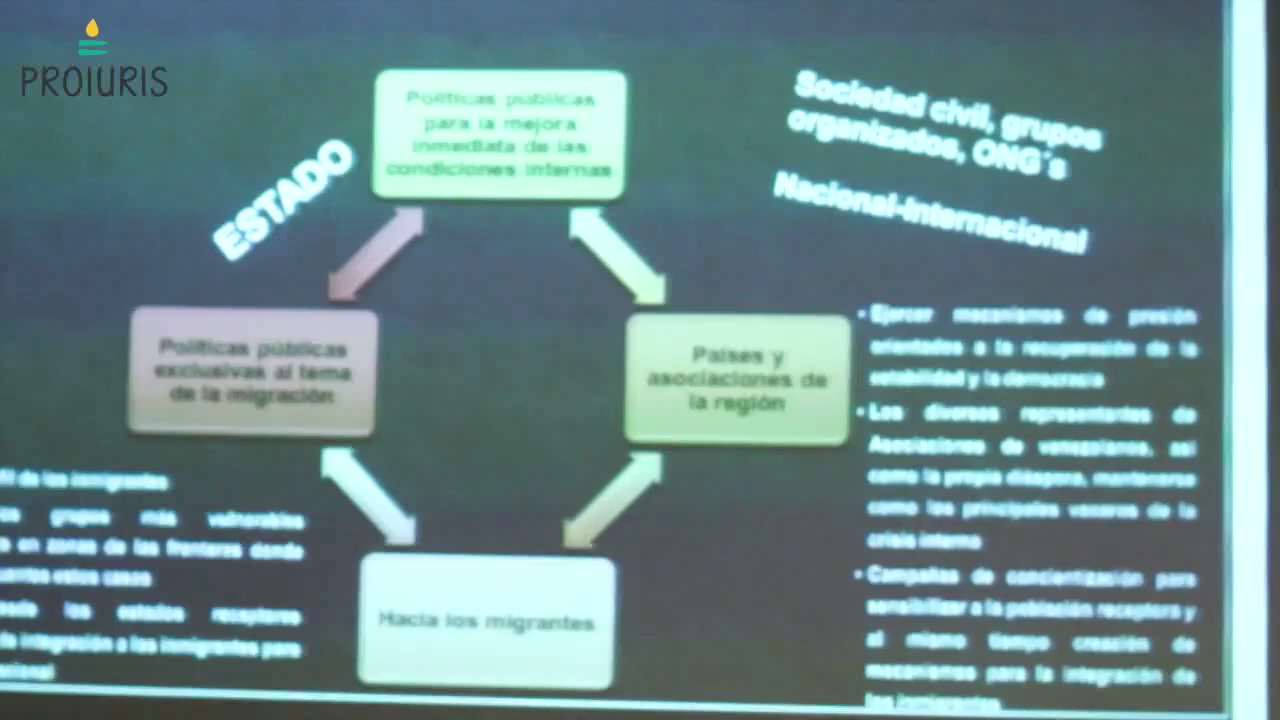 PROIURIS
Políticas públicas
para la mejora
inmediata de las
condiciones internas
ESTADO
Sociedad civil, grupos
organizados, ONG´s
Nacional-Internacional
Políticas públicas
exclusivas al tema
de la migración
Países y
asociaciones de
la región
Hacia los migrantes
• Ejercer mecanismos de presión
orientados a la recuperación de la
estabilidad y la democracia
• Los diversos representantes de
Asociaciones de venezolanos, así
como la propia diáspora, mantenerse
como los principales voceros de la
crisis interna
• Campañas de concientización para
sensibilizar a la población receptora y
al mismo tiempo creación de
mecanismos para la integración de
los inmigrantes
de los inmigrantes
grupos más vulnerables
en zonas de las fronteras donde
estos casos
los estados receptores
de integración a los inmigrantes para